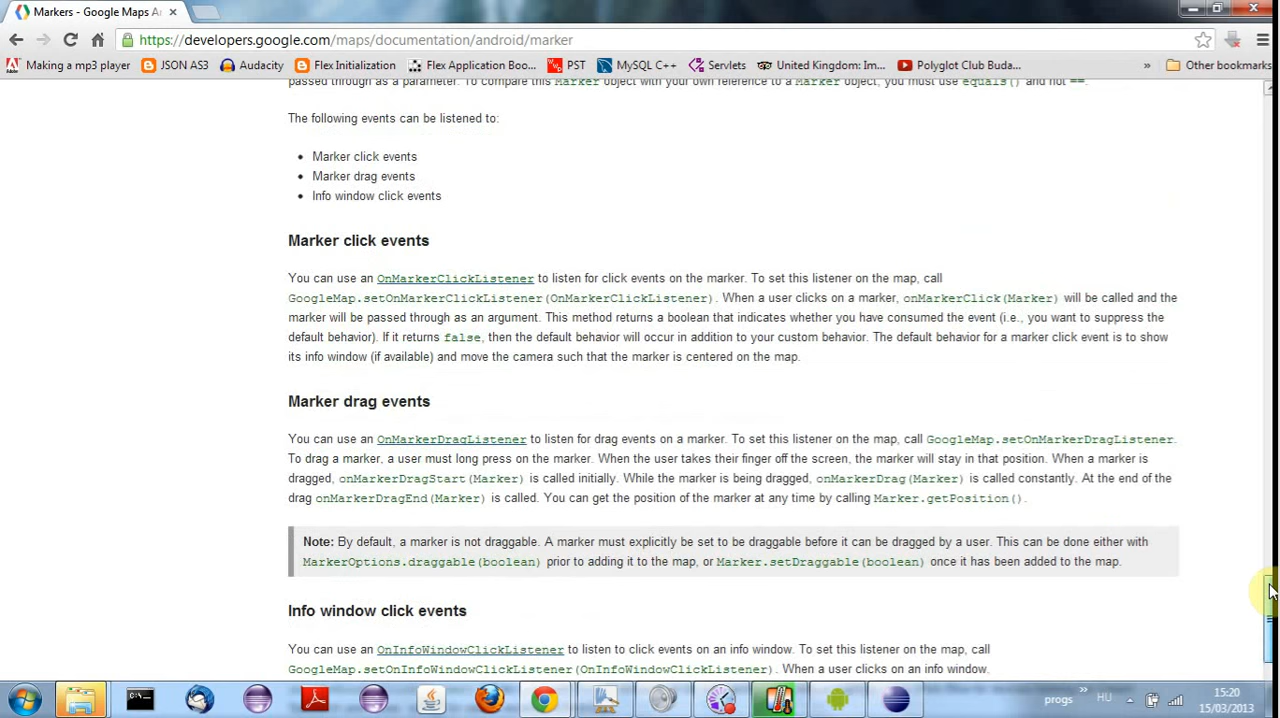 Markers - Google Maps A
https://developers.google.com/maps/documentation/android/marker
Making a mp3 player JSON AS3 Audacity Flex Initialization Flex Application Boo... PST MySQL C++ Servlets United Kingdom: Im... Polyglot Club Buda... » Other bookmarks
passed through as a parameter. To compare this Marker object with your own reference to a Marker object, you must use equals() and not ==.
The following events can be listened to:
• Marker click events
• Marker drag events
• Info window click events
Marker click events
You can use an OnMarkerClickListener to listen for click events on the marker. To set this listener on the map, call
GoogleMap.setOnMarkerClickListener(OnMarkerClickListener). When a user clicks on a marker, onMarkerClick(Marker) will be called and the
marker will be passed through as an argument. This method returns a boolean that indicates whether you have consumed the event (i.e., you want to suppress the
default behavior). If it returns false, then the default behavior will occur in addition to your custom behavior. The default behavior for a marker click event is to show
its info window (if available) and move the camera such that the marker is centered on the map.
Marker drag events
You can use an OnMarkerDragListener to listen for drag events on a marker. To set this listener on the map, call GoogleMap.setOnMarkerDragListener.
To drag a marker, a user must long press on the marker. When the user takes their finger off the screen, the marker will stay in that position. When a marker is
dragged, onMarkerDragStart(Marker) is called initially. While the marker is being dragged, onMarkerDrag(Marker) is called constantly. At the end of the
drag onMarkerDragEnd(Marker) is called. You can get the position of the marker at any time by calling Marker.getPosition().
Note: By default, a marker is not draggable. A marker must explicitly be set to be draggable before it can be dragged by a user. This can be done either with
MarkerOptions.draggable(boolean) prior to adding it to the map, or Marker.setDraggable(boolean) once it has been added to the map.
Info window click events
You can use an OnInfoWindowClickListener to listen to click events on an info window. To set this listener on the map, call
GoogleMap.setOnInfoWindowClickListener(OnInfoWindowClickListener). When a user clicks on an info window.
progs » HU 15:20
15/03/2013